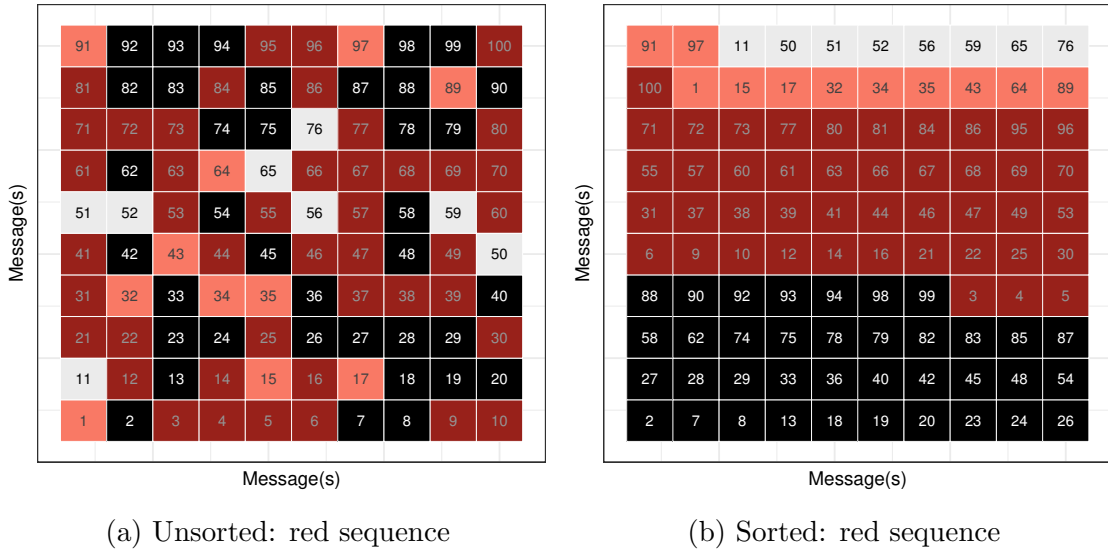 91 92 93 94 95 96 97 98 99 100
81 82 83 84 85 86 87 88 89 90
71 72 73 74 75 76 77 78 79 80
61 62 63 64 65 66 67 68 69 70
51 52 53 54 55 56 57 58 59 60
41 42 43 44 45 46 47 48 49 50
31 32 33 34 35 36 37 38 39 40
21 22 23 24 25 26 27 28 29 30
11 12 13 14 15 16 17 18 19 20
1 2 3 4 5 6 7 8 9 10
Message(s)
Message(s)
(a) Unsorted: red sequence
91 97 11 50 51 52 56 59 65 76
100 1 15 17 32 34 35 43 64 89
71 72 73 77 80 81 84 86 95 96
55 57 60 61 63 66 67 68 69 70
31 37 38 39 41 44 46 47 49 53
6 9 10 12 14 16 21 22 25 30
88 90 92 93 94 98 99 3 4 5
58 62 74 75 78 79 82 83 85 87
27 28 29 33 36 40 42 45 48 54
2 7 8 13 18 19 20 23 24 26
Message(s)
Message(s)
(b) Sorted: red sequence